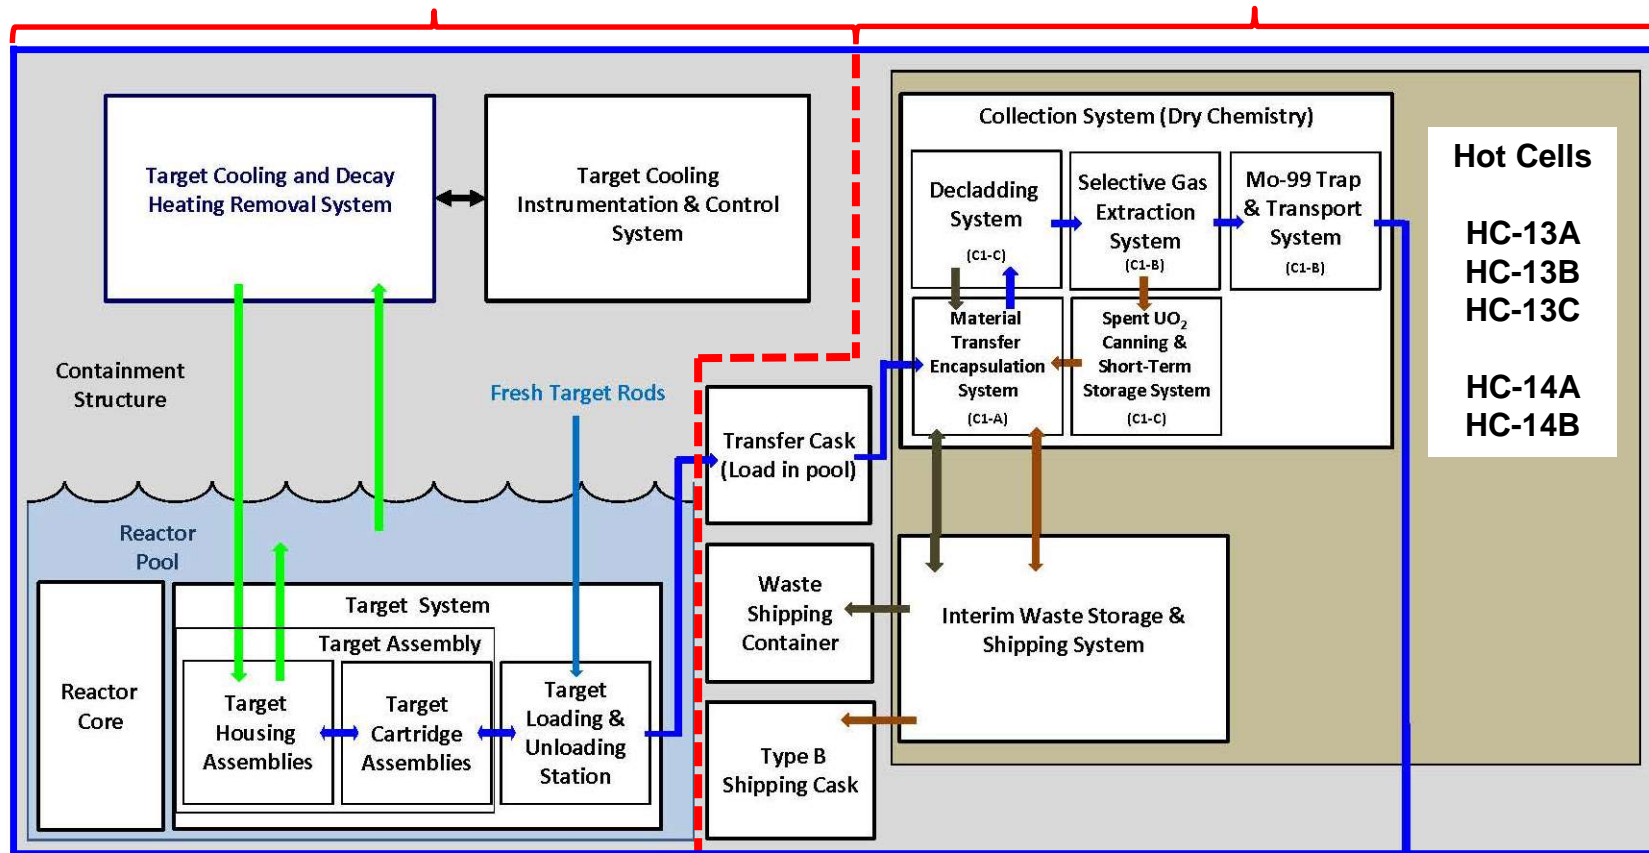 Target Cooling and Decay
Heating Removal System
Target Cooling
Instrumentation & Control
System
Containment
Structure
Fresh Target Rods
Reactor
Pool
Reactor
Core
Target System
Target Assembly
Target
Housing
Assemblies
Target
Cartridge
Assemblies
Target
Loading &
Unloading
Station
Transfer Cask
(Load in pool)
Waste
Shipping
Container
Type B
Shipping Cask
Collection System (Dry Chemistry)
Decladding
System
(C1-C)
Selective Gas
Extraction
System
(C1-B)
Mo-99 Trap
& Transport
System
(C1-B)
Material
Transfer
Encapsulation
System
(C1-A)
Spent UO₂
Canning &
Short-Term
Storage System
(C1-C)
Interim Waste Storage &
Shipping System
Hot Cells
HC-13A
HC-13B
HC-13C
HC-14A
HC-14B